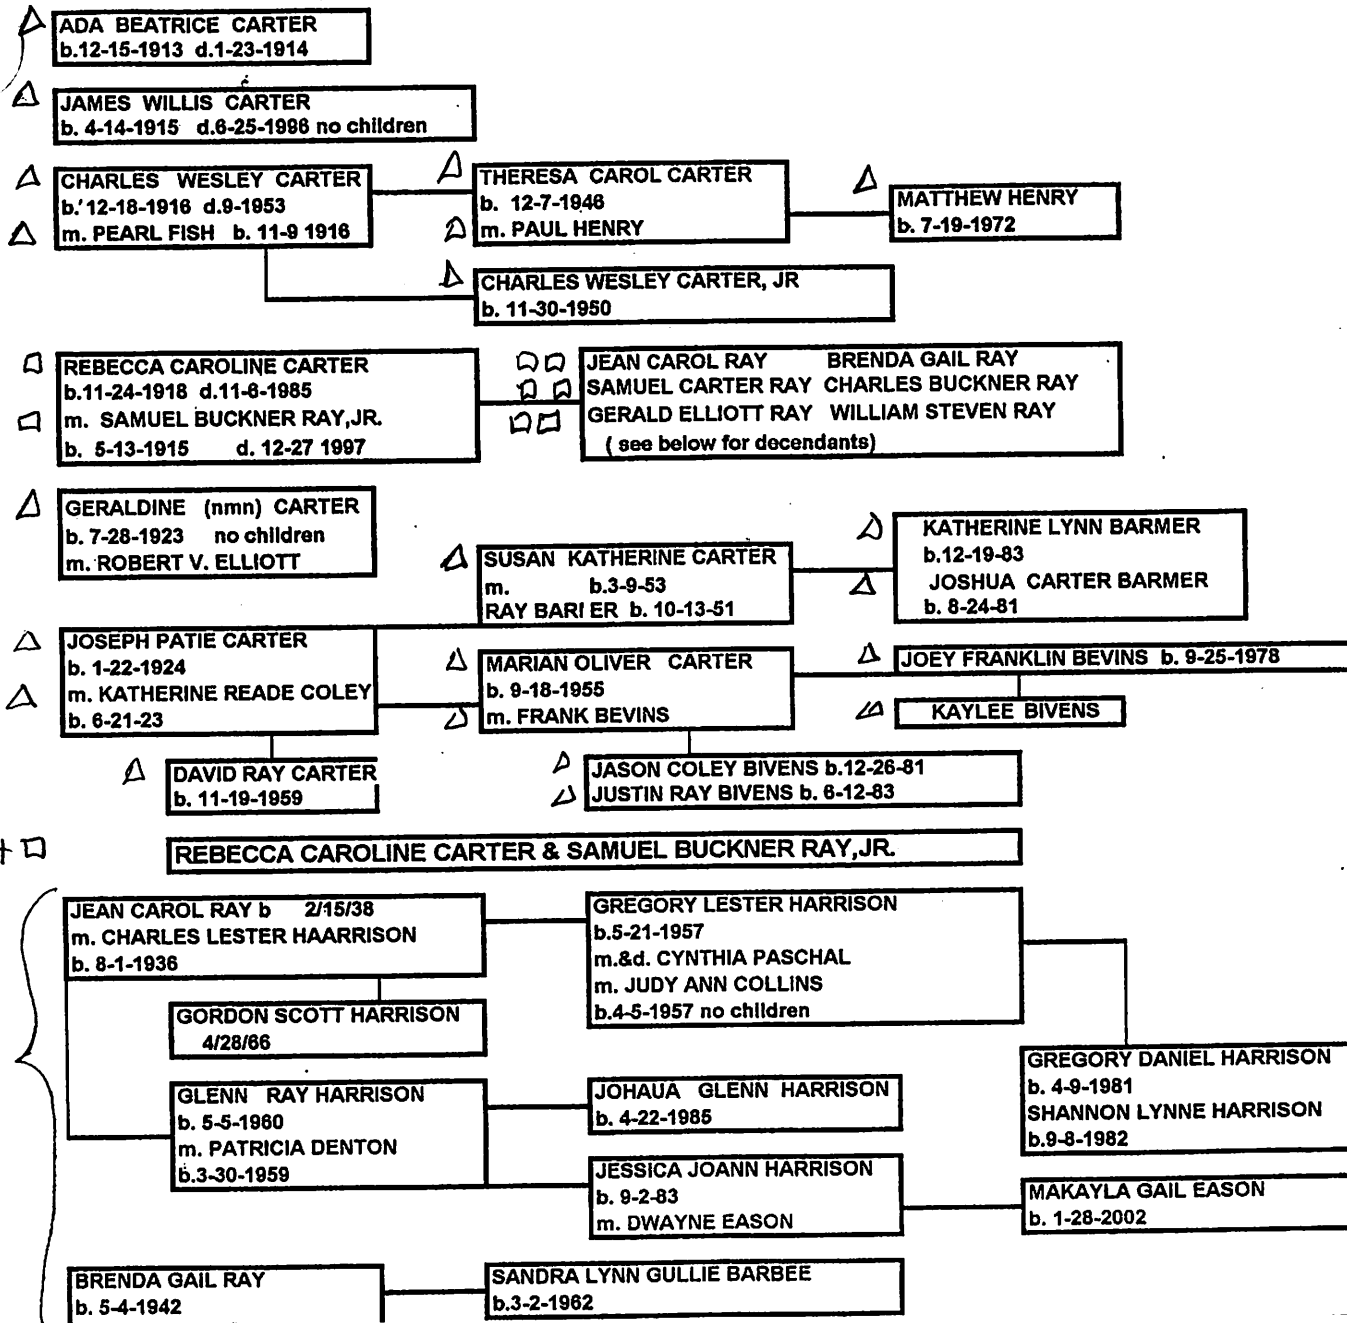 ADA BEATRICE CARTER
b.12-15-1913 d.1-23-1914
JAMES WILLIS CARTER
b. 4-14-1915 d.6-25-1996 no children
CHARLES WESLEY CARTER
b.'12-18-1916 d.9-1953
m. PEARL FISH b. 11-9 1916
THERESA CAROL CARTER
b. 12-7-1946
m. PAUL HENRY
MATTHEW HENRY
b. 7-19-1972
CHARLES WESLEY CARTER, JR
b. 11-30-1950
REBECCA CAROLINE CARTER
b.11-24-1918 d.11-6-1985
m. SAMUEL BUCKNER RAY,JR.
b. 5-13-1915 d. 12-27 1997
JEAN CAROL RAY BRENDA GAIL RAY
SAMUEL CARTER RAY CHARLES BUCKNER RAY
GERALD ELLIOTT RAY WILLIAM STEVEN RAY
( see below for decendants)
GERALDINE (nmn) CARTER
b. 7-28-1923 no children
m. ROBERT V. ELLIOTT
SUSAN KATHERINE CARTER
m. b.3-9-53
RAY BARI ER b. 10-13-51
KATHERINE LYNN BARMER
b.12-19-83
JOSHUA CARTER BARMER
b. 8-24-81
JOSEPH PATIE CARTER
b. 1-22-1924
m. KATHERINE READE COLEY
b. 6-21-23
MARIAN OLIVER CARTER
b. 9-18-1955
m. FRANK BEVINS
JOEY FRANKLIN BEVINS b. 9-25-1978
KAYLEE BIVENS
DAVID RAY CARTER
b. 11-19-1959
JASON COLEY BIVENS b.12-26-81
JUSTIN RAY BIVENS b. 6-12-83
REBECCA CAROLINE CARTER & SAMUEL BUCKNER RAY,JR.
JEAN CAROL RAY b 2/15/38
m. CHARLES LESTER HAARRISON
b. 8-1-1936
GREGORY LESTER HARRISON
b.5-21-1957
m.&d. CYNTHIA PASCHAL
m. JUDY ANN COLLINS
b.4-5-1957 no children
GORDON SCOTT HARRISON
4/28/66
GREGORY DANIEL HARRISON
b. 4-9-1981
SHANNON LYNNE HARRISON
b.9-8-1982
GLENN RAY HARRISON
b. 5-5-1960
m. PATRICIA DENTON
b.3-30-1959
JOHAUA GLENN HARRISON
b. 4-22-1985
JESSICA JOANN HARRISON
b. 9-2-83
m. DWAYNE EASON
MAKAYLA GAIL EASON
b. 1-28-2002
BRENDA GAIL RAY
b. 5-4-1942
SANDRA LYNN GULLIE BARBEE
b.3-2-1962